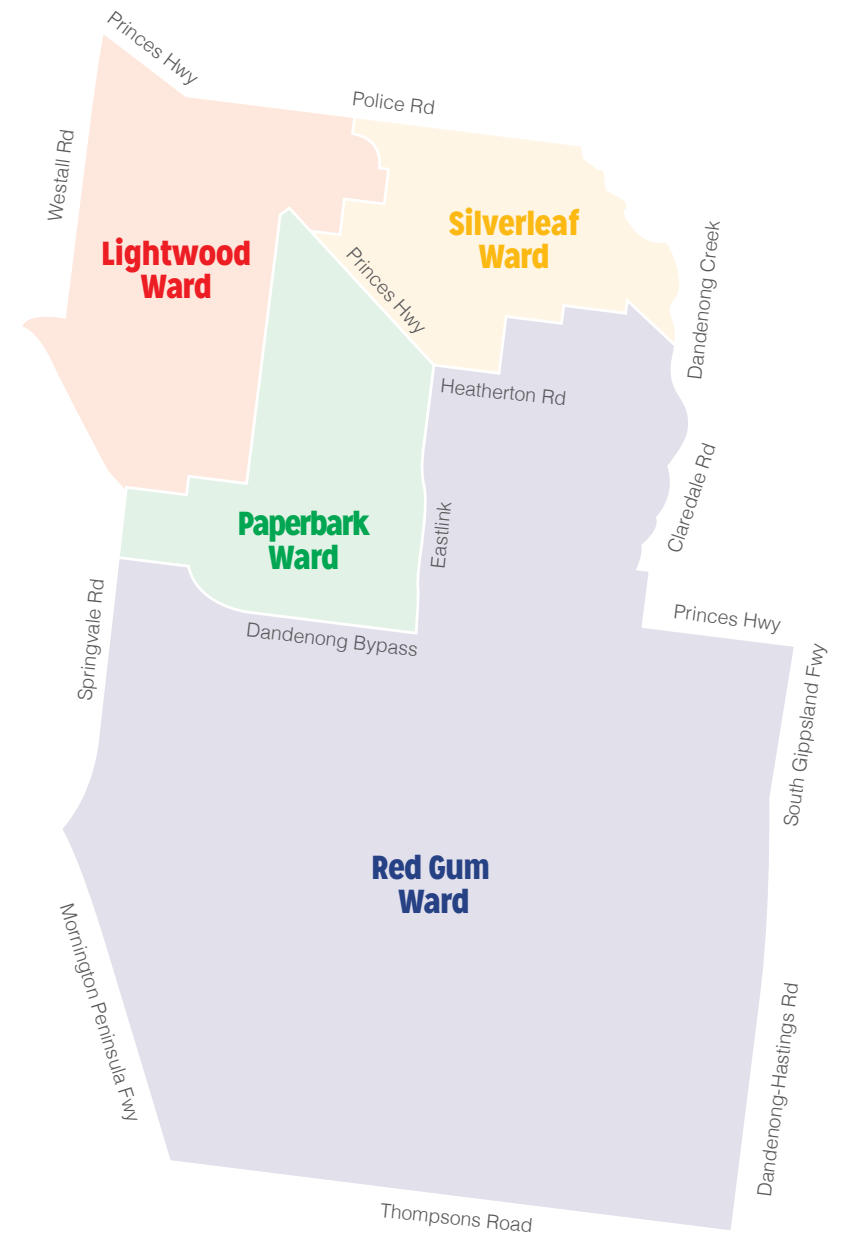 Princes Hwy
Police Rd
Westall Rd
Silverleaf
Ward
Lightwood
Ward
Princes Hwy
Dandenong Creek
Heatherton Rd
Claredale Rd
Paperbark
Ward
Eastlink
Springvale Rd
Dandenong Bypass
Princes Hwy
South Gippsland Fwy
Red Gum
Ward
Mornington Peninsula Fwy
Dandenong-Hastings Rd
Thompsons Road